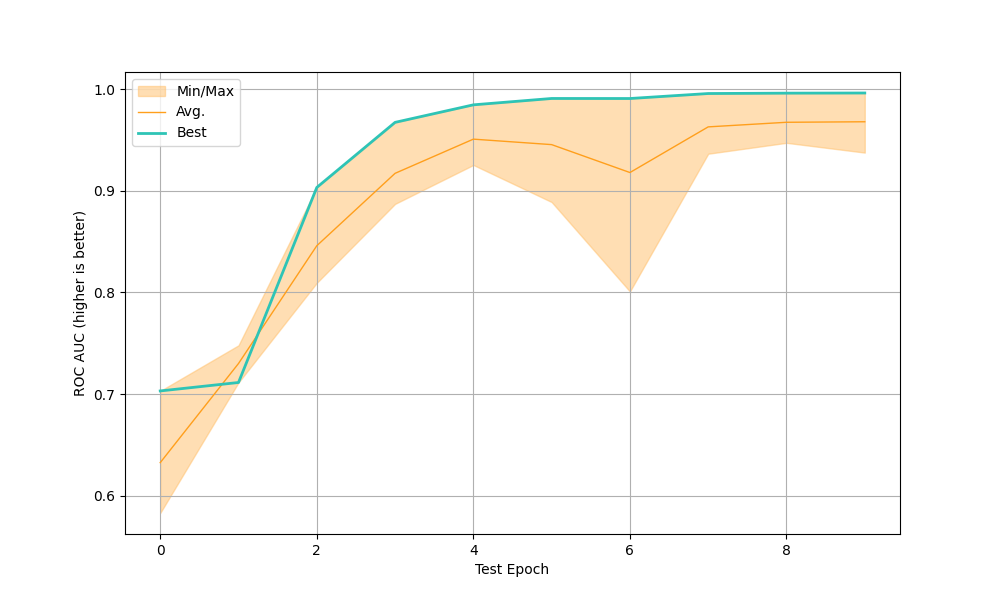 Min/Max
Avg.
Best
ROC AUC (higher is better)
1.0
0.9
0.8
0.7
0.6
0 2 4 6 8
Test Epoch